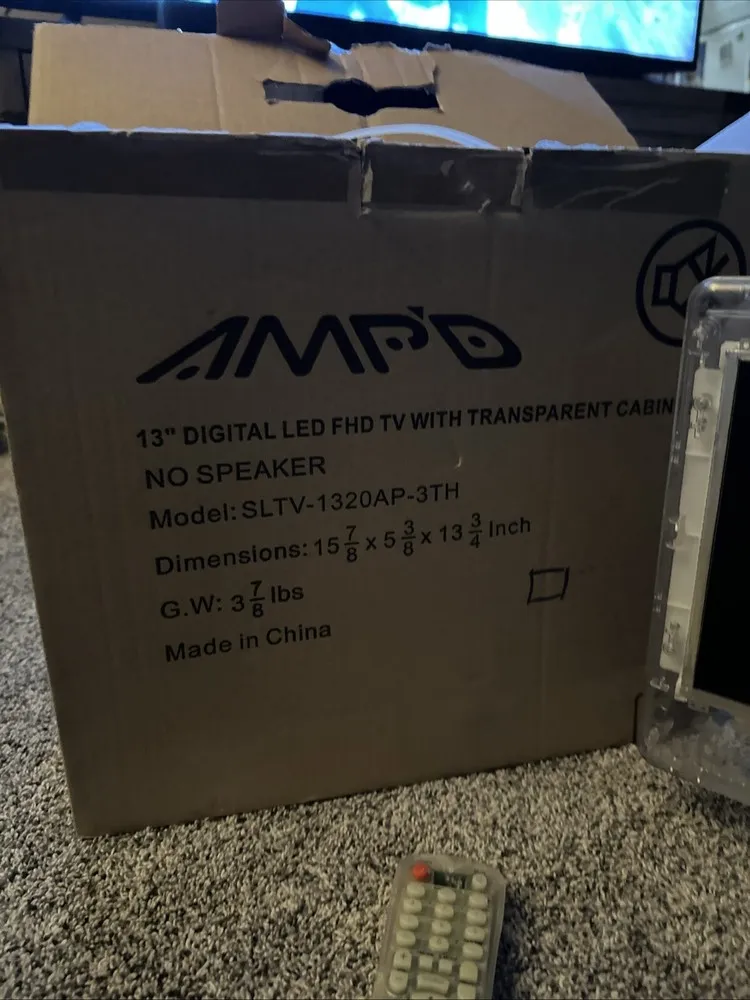 AMP'D
13" DIGITAL LED FHD TV WITH TRANSPARENT CABIN
NO SPEAKER
Model: SLTV-1320AP-3TH
Dimensions: 15 7/8 x 5 3/8 x 13 3/4 Inch
G.W: 3 7/8 lbs
Made in China